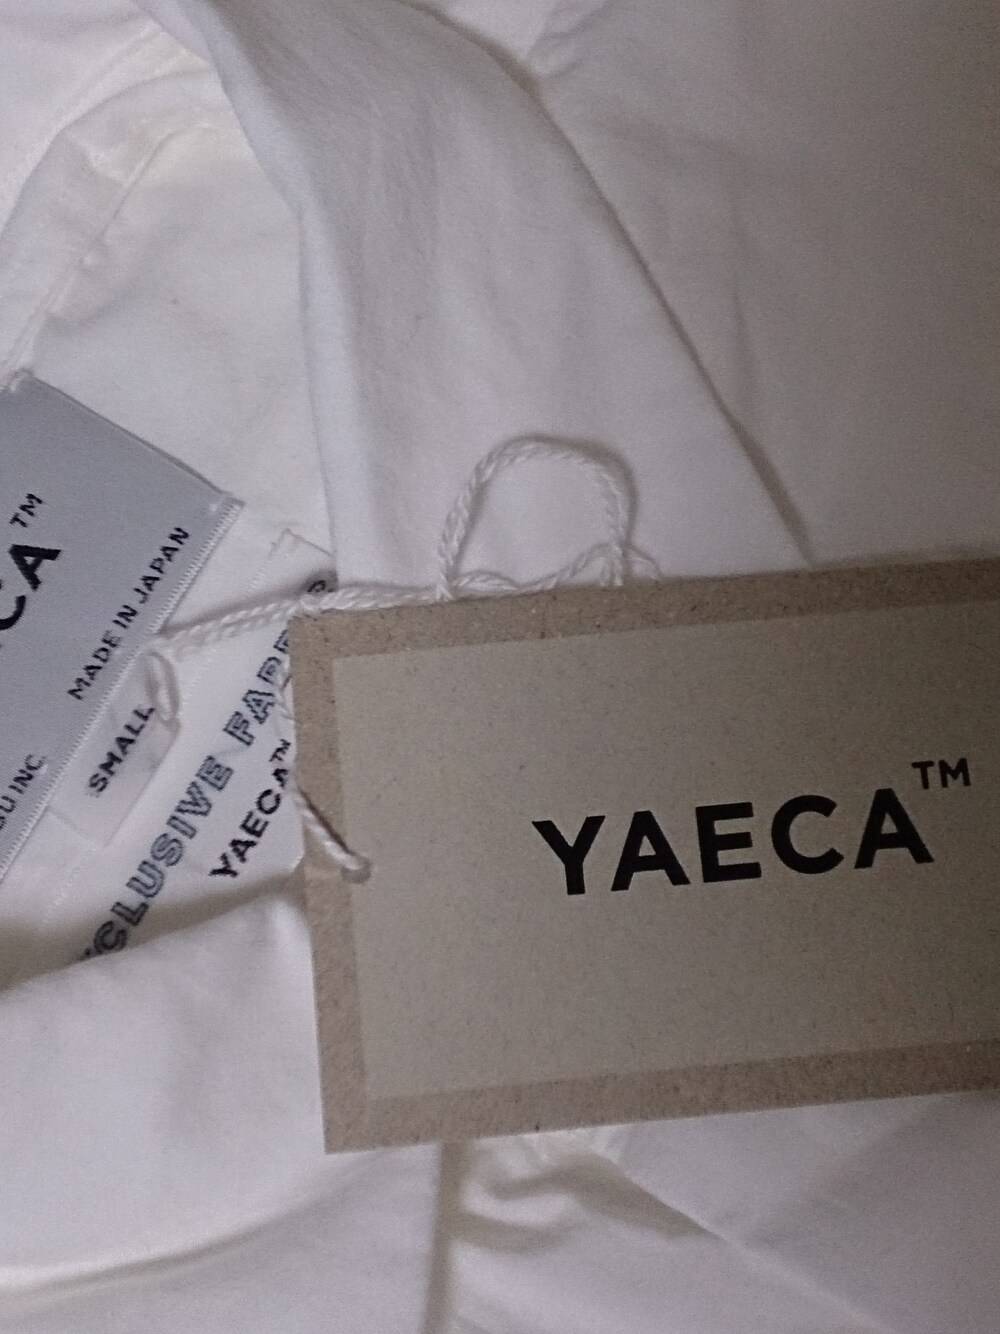 CA™
MADE IN JAPAN
INC.
SMALL
CLUSIVE FAB
YAECA™
YAECA™